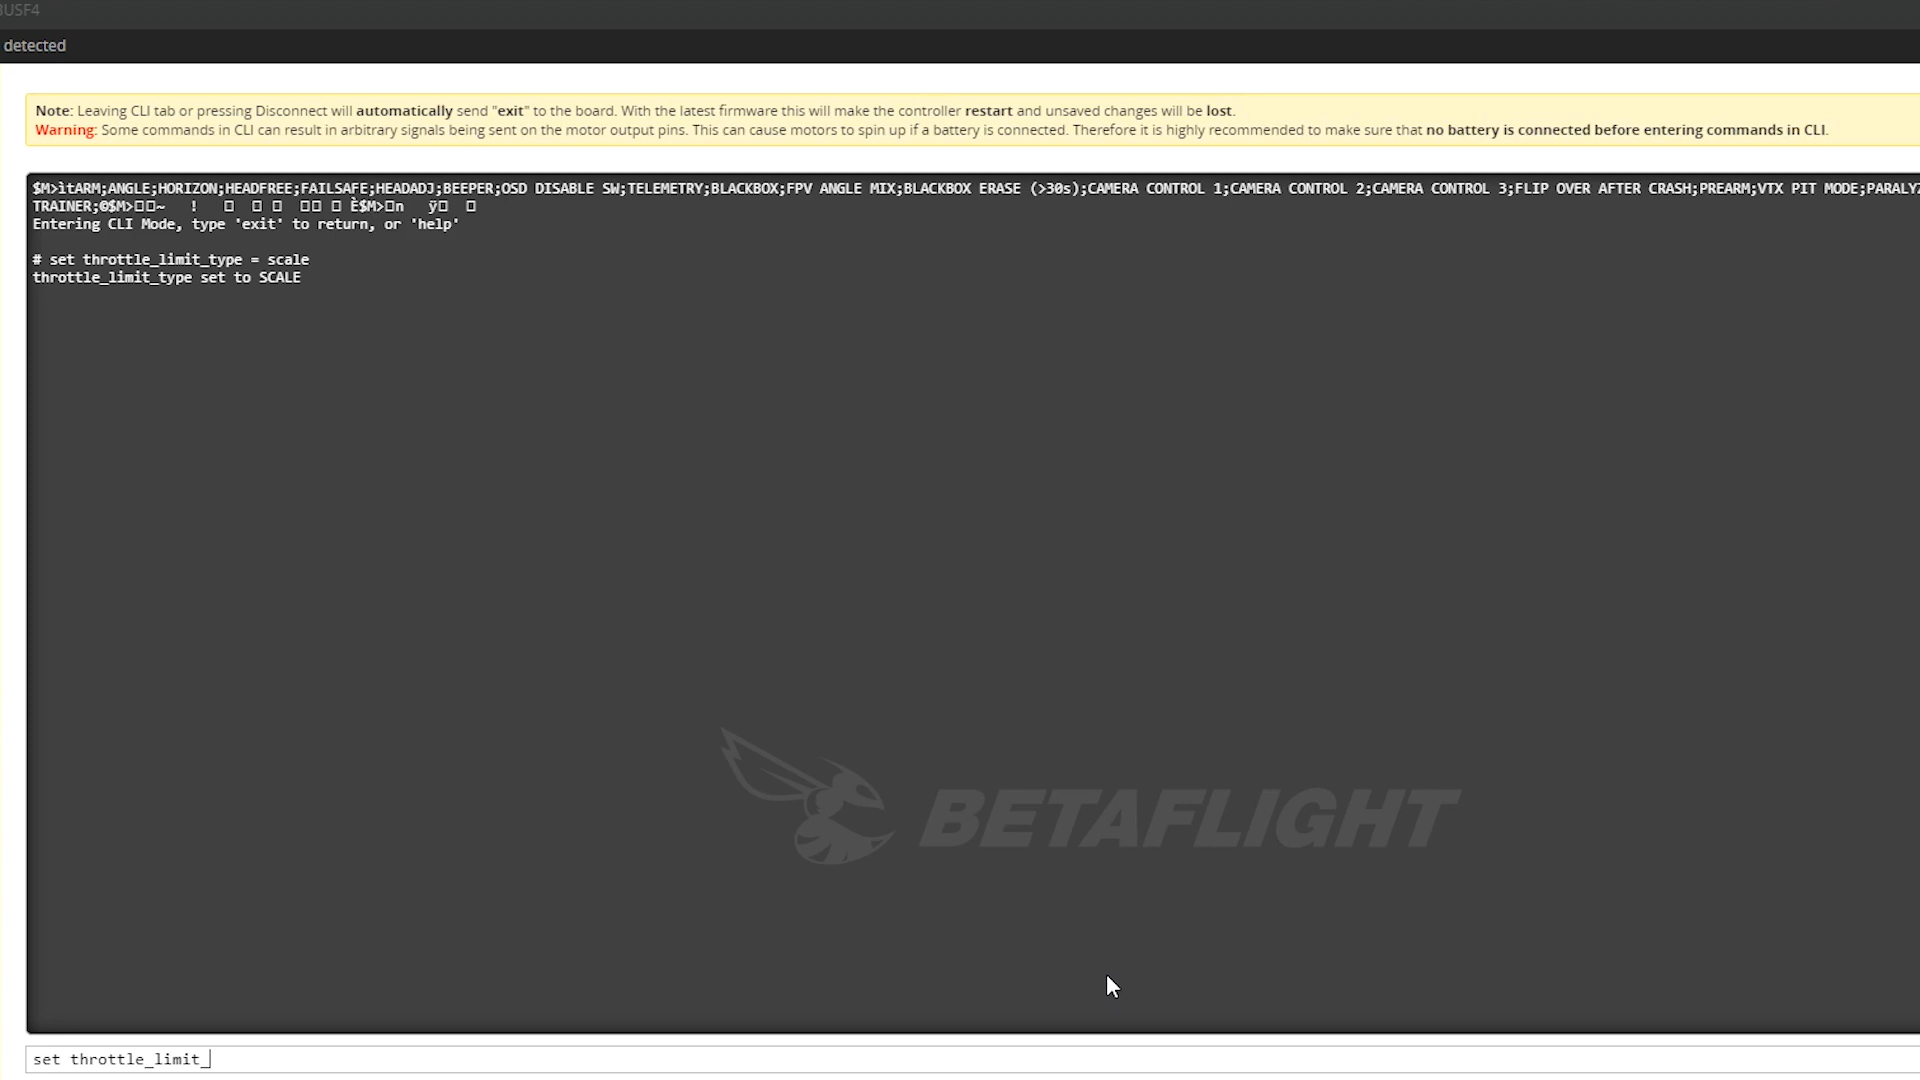 BUSF4
detected
Note: Leaving CLI tab or pressing Disconnect will automatically send "exit" to the board. With the latest firmware this will make the controller restart and unsaved changes will be lost.
Warning: Some commands in CLI can result in arbitrary signals being sent on the motor output pins. This can cause motors to spin up if a battery is connected. Therefore it is highly recommended to make sure that no battery is connected before entering commands in CLI.
$M>ìtARM;ANGLE;HORIZON;HEADFREE;FAILSAFE;HEADADJ;BEEPER;OSD DISABLE SW;TELEMETRY;BLACKBOX;FPV ANGLE MIX;BLACKBOX ERASE (>30s);CAMERA CONTROL 1;CAMERA CONTROL 2;CAMERA CONTROL 3;FLIP OVER AFTER CRASH;PREARM;VTX PIT MODE;PARALYZ
TRAINER;$M>□□~ ! □ □ □ □□ □ È$M>□n ÿ□ □
Entering CLI Mode, type 'exit' to return, or 'help'
# set throttle_limit_type = scale
throttle_limit_type set to SCALE
BETAFLIGHT
set throttle_limit_